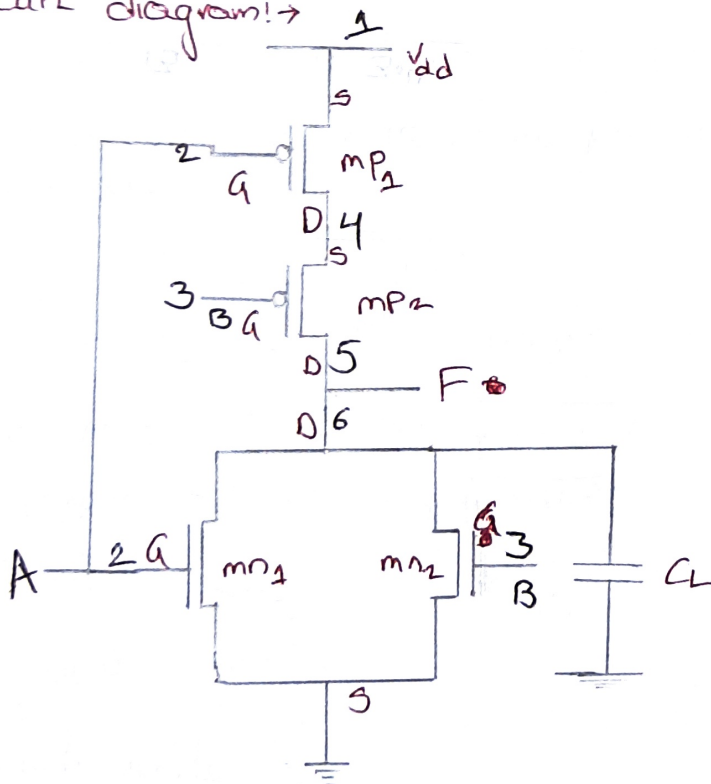 diagram!→
1
Vdd
S
2
G
mP1
D 4
S
3
B G
mP2
D 5
F
D 6
G
A
2 G
mn1
mn2
3
B
CL
S